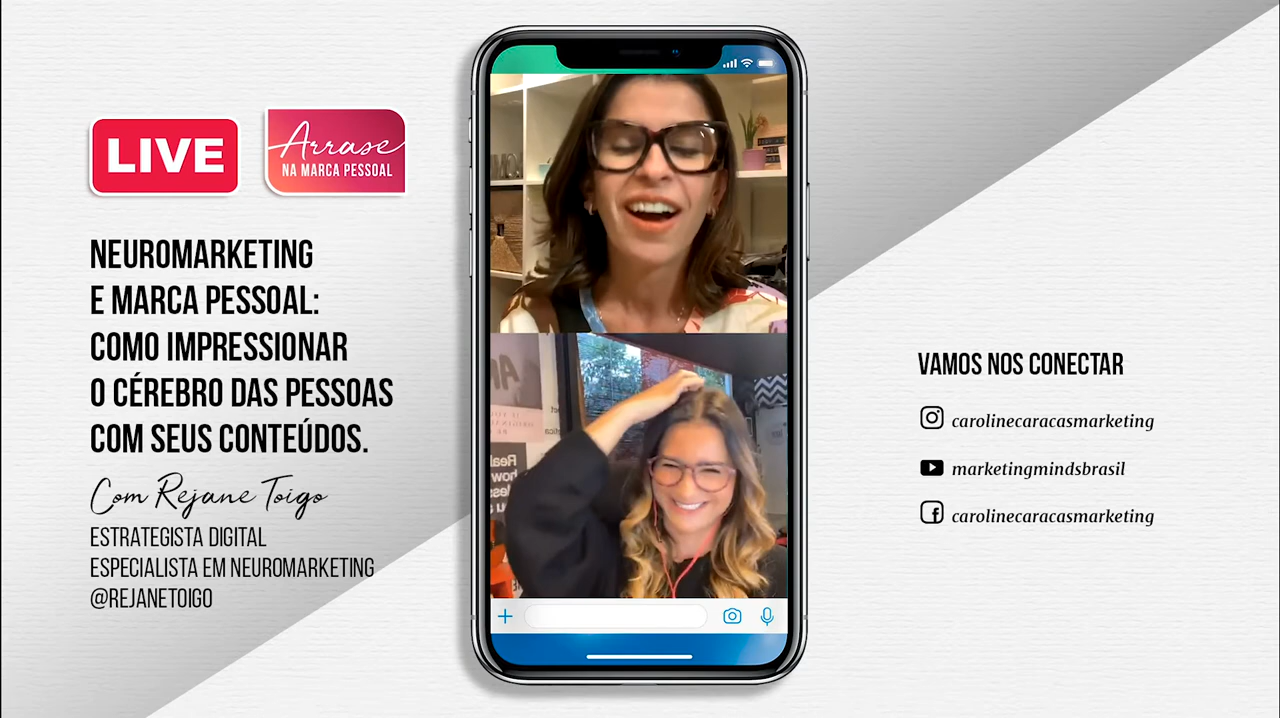 LIVE
Arrase
NA MARCA PESSOAL
NEUROMARKETING
E MARCA PESSOAL:
COMO IMPRESSIONAR
O CÉREBRO DAS PESSOAS
COM SEUS CONTEÚDOS.
Com Rejane Toigo
ESTRATEGISTA DIGITAL
ESPECIALISTA EM NEUROMARKETING
@REJANETOIGO
VAMOS NOS CONECTAR
carolinecaracasmarketing
marketingmindsbrasil
carolinecaracasmarketing